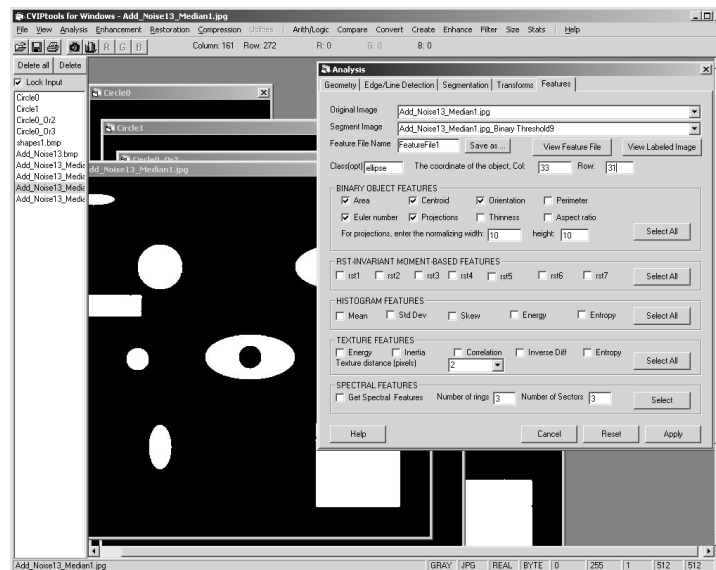 CVIPtools for Windows - Add_Noise13_Median1.jpg
File View Analysis Enhancement Restoration Compression Utilities Arith/Logic Compare Convert Create Enhance Filter Size Stats Help
R G B Column: 161 Row: 272 R: 0 G: 0 B: 0
Delete all Delete
Lock Input
Circle0
Circle1
Circle0_Or2
Circle0_Or3
shapes1.bmp
Add_Noise13.bmp
Add_Noise13_Media
Add_Noise13_Media
Add_Noise13_Media
Add_Noise13_Media
Circle0
Circle1
Circle0_Or2
dd_Noise13_Median1.jpg
Analysis
Geometry Edge/Line Detection Segmentation Transforms Features
Original Image Add_Noise13_Median1.jpg
Segment Image Add_Noise13_Median1.jpg_Binary Threshold9
Feature File Name FeatureFile1 Save as ... View Feature File View Labeled Image
Class(opt) ellipse The coordinate of the object, Col: 33 Row: 31
BINARY OBJECT FEATURES
Area Centroid Orientation Perimeter
Euler number Projections Thinness Aspect ratio
For projections, enter the normalizing width: 10 height: 10 Select All
RST-INVARIANT MOMENT-BASED FEATURES
rst1 rst2 rst3 rst4 rst5 rst6 rst7 Select All
HISTOGRAM FEATURES
Mean Std Dev Skew Energy Entropy Select All
TEXTURE FEATURES
Energy Inertia Correlation Inverse Diff Entropy
Texture distance (pixels) 2 Select All
SPECTRAL FEATURES
Get Spectral Features Number of rings 3 Number of Sectors 3 Select
Help Cancel Reset Apply
Add_Noise13_Median1.jpg GRAY JPG REAL BYTE 0 255 1 512 512